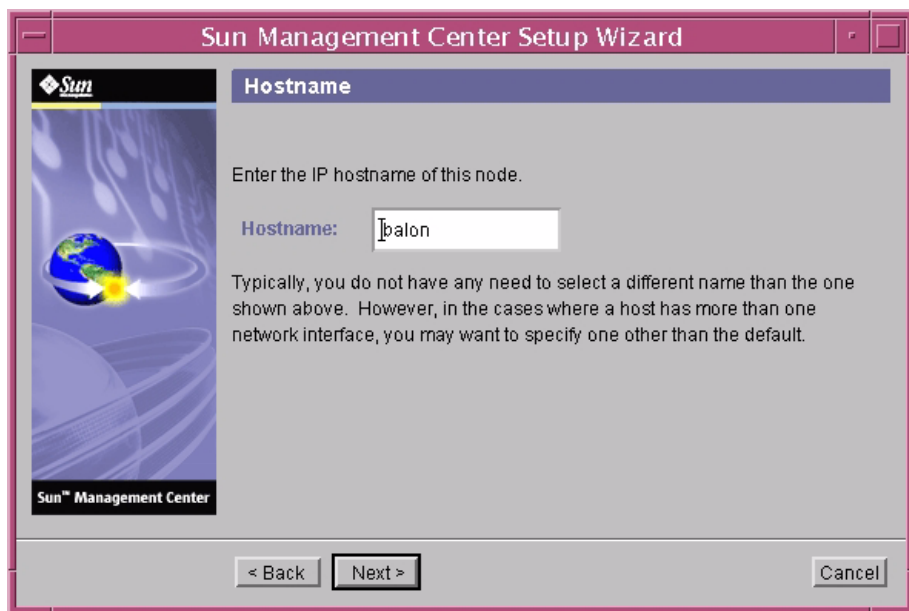 Sun Management Center Setup Wizard
Sun
Hostname
Enter the IP hostname of this node.
Hostname: balon
Typically, you do not have any need to select a different name than the one
shown above. However, in the cases where a host has more than one
network interface, you may want to specify one other than the default.
Sun™ Management Center
< Back Next > Cancel